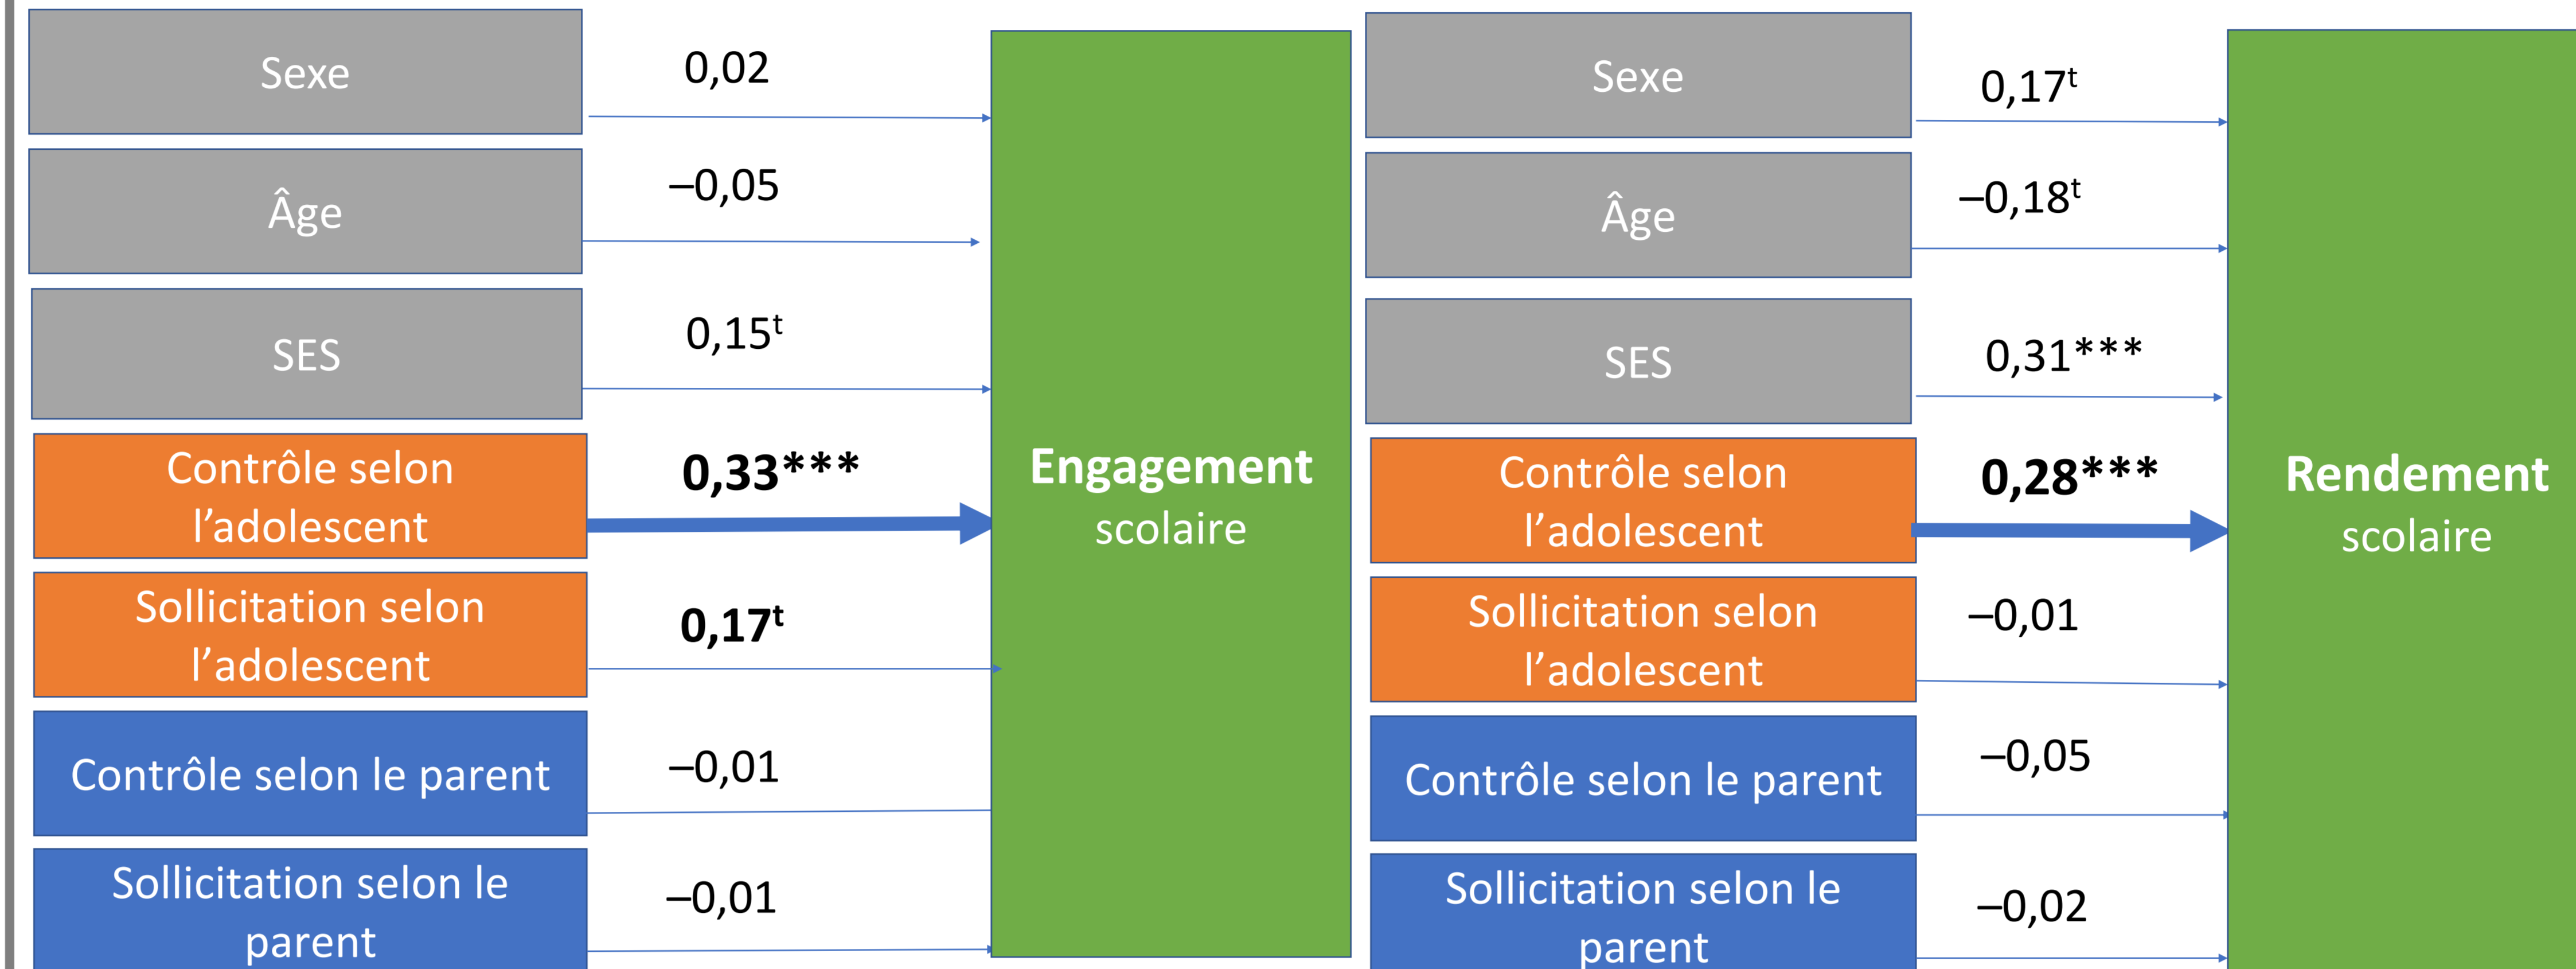 Sexe
0,02
Âge
–0,05
SES
0,15ᵗ
Contrôle selon
l’adolescent
0,33***
Sollicitation selon
l’adolescent
0,17ᵗ
Contrôle selon le parent
–0,01
Sollicitation selon le
parent
–0,01
Engagement
scolaire
Sexe
0,17ᵗ
Âge
–0,18ᵗ
SES
0,31***
Contrôle selon
l’adolescent
0,28***
Sollicitation selon
l’adolescent
–0,01
Contrôle selon le parent
–0,05
Sollicitation selon le
parent
–0,02
Rendement
scolaire